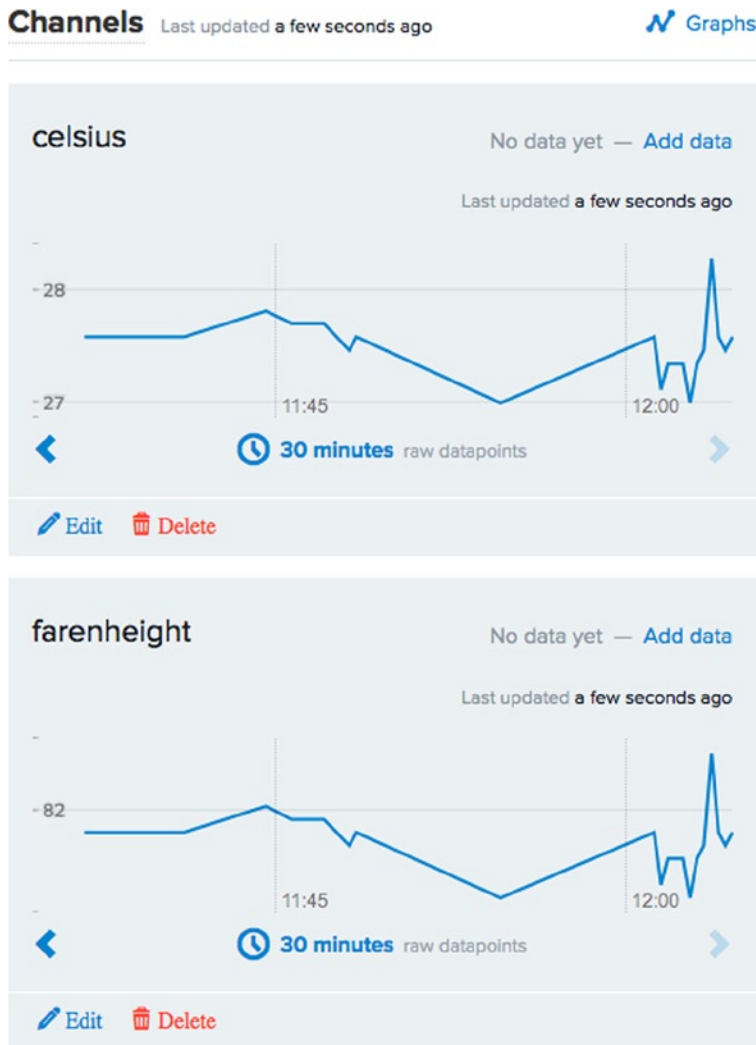 Channels Last updated a few seconds ago Graphs
celsius
No data yet — Add data
Last updated a few seconds ago
28
27
11:45 12:00
30 minutes raw datapoints
Edit Delete
farenheight
No data yet — Add data
Last updated a few seconds ago
82
11:45 12:00
30 minutes raw datapoints
Edit Delete